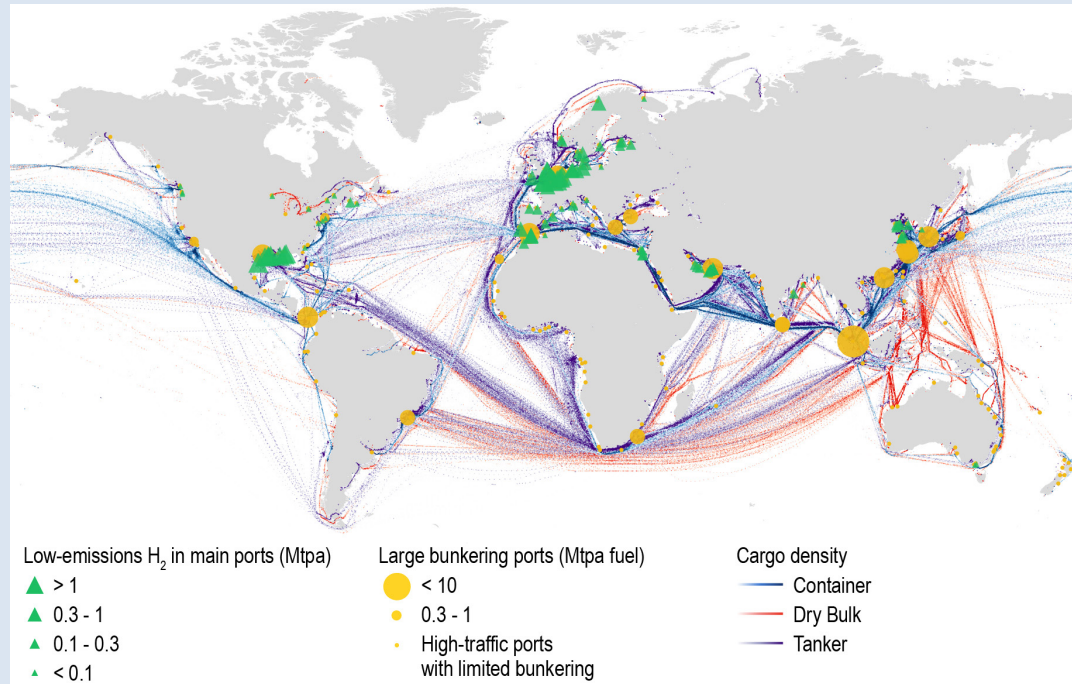 Low-emissions H₂ in main ports (Mtpa)
> 1
0.3 - 1
0.1 - 0.3
< 0.1
Large bunkering ports (Mtpa fuel)
< 10
0.3 - 1
High-traffic ports
with limited bunkering
Cargo density
Container
Dry Bulk
Tanker